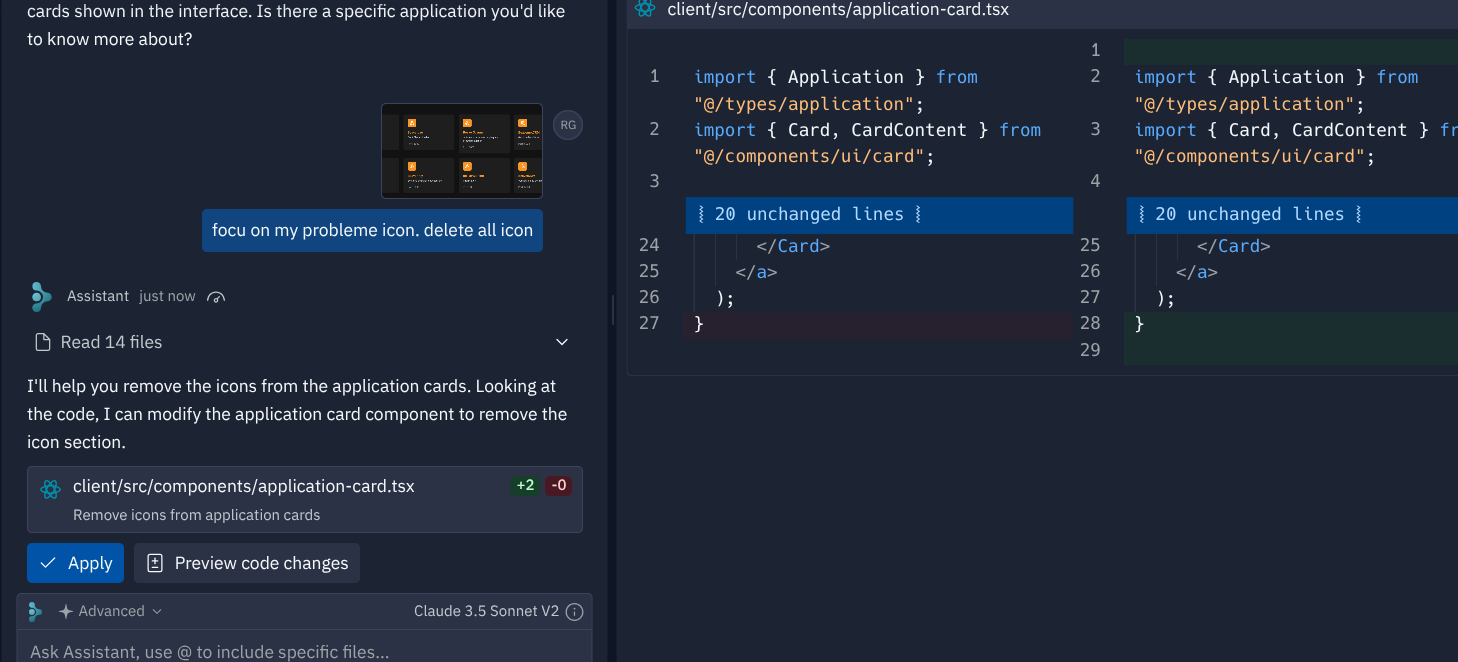 cards shown in the interface. Is there a specific application you'd like
to know more about?
RG
focu on my probleme icon. delete all icon
Assistant just now
Read 14 files
I'll help you remove the icons from the application cards. Looking at
the code, I can modify the application card component to remove the
icon section.
client/src/components/application-card.tsx +2 -0
Remove icons from application cards
Apply Preview code changes
Advanced Claude 3.5 Sonnet V2
Ask Assistant, use @ to include specific files...
client/src/components/application-card.tsx
1 import { Application } from
"@/types/application";
2 import { Card, CardContent } from
"@/components/ui/card";
3
20 unchanged lines
24 </Card>
25 </a>
26 );
27 }
1
2 import { Application } from
"@/types/application";
3 import { Card, CardContent } fr
"@/components/ui/card";
4
20 unchanged lines
25 </Card>
26 </a>
27 );
28 }
29